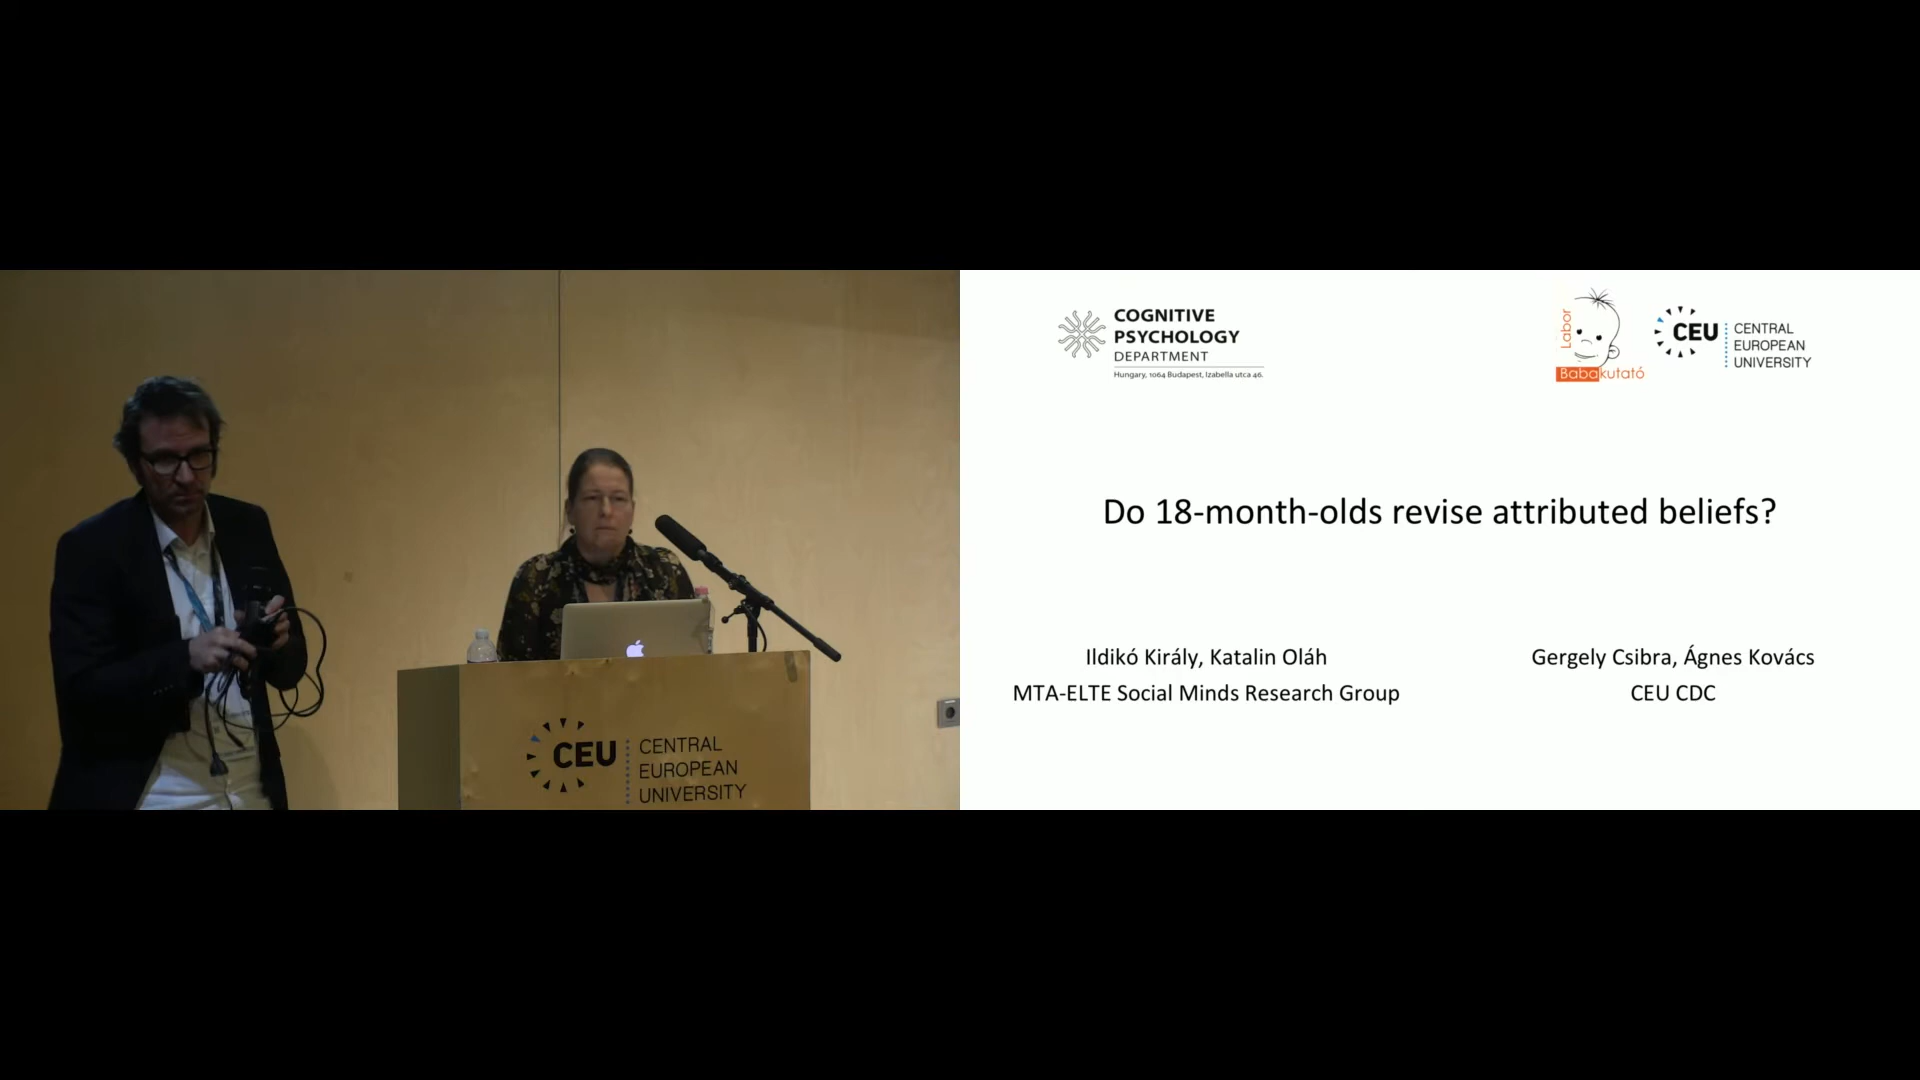 CEU
CENTRAL
EUROPEAN
UNIVERSITY
COGNITIVE
PSYCHOLOGY
DEPARTMENT
Hungary, 1064 Budapest, Izabella utca 46.
Labor
Babakutató
CEU
CENTRAL
EUROPEAN
UNIVERSITY
Do 18-month-olds revise attributed beliefs?
Ildikó Király, Katalin Oláh
MTA-ELTE Social Minds Research Group
Gergely Csibra, Ágnes Kovács
CEU CDC